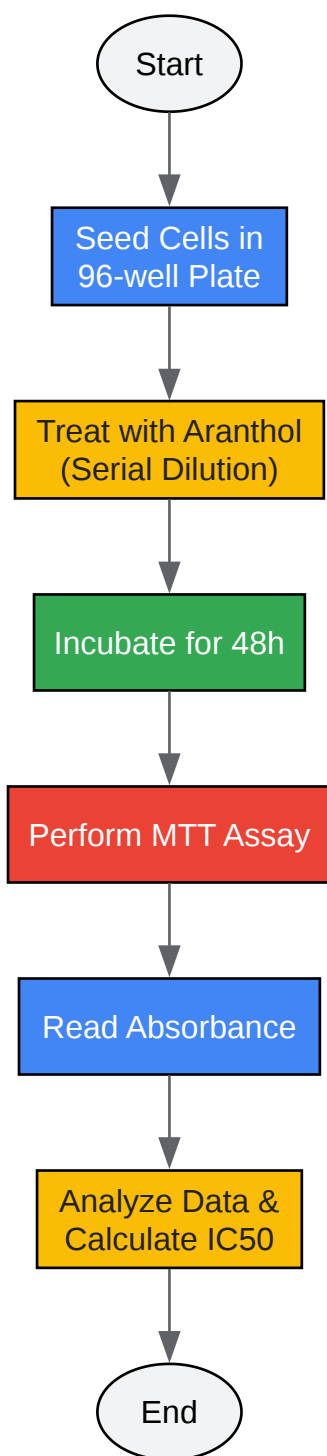 Start
Seed Cells in
96-well Plate
Treat with Aranthol
(Serial Dilution)
Incubate for 48h
Perform MTT Assay
Read Absorbance
Analyze Data &
Calculate IC50
End